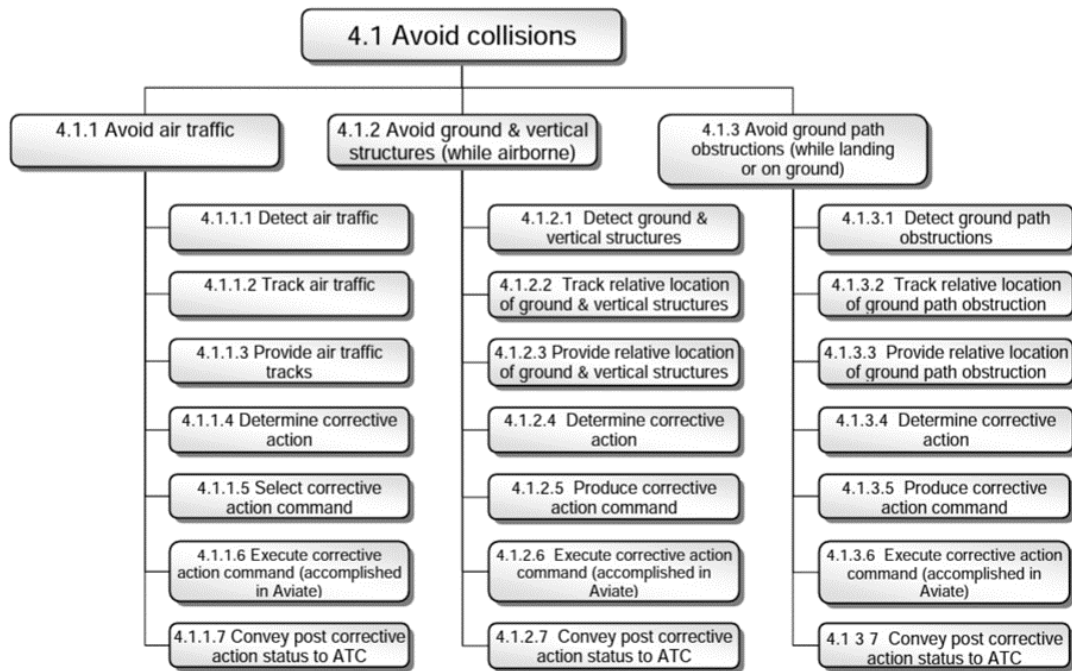 4.1 Avoid collisions
4.1.1 Avoid air traffic
4.1.2 Avoid ground & vertical
structures (while airborne)
4.1.3 Avoid ground path
obstructions (while landing
or on ground)
4.1.1.1 Detect air traffic
4.1.1.2 Track air traffic
4.1.1.3 Provide air traffic
tracks
4.1.1.4 Determine corrective
action
4.1.1.5 Select corrective
action command
4.1.1.6 Execute corrective
action command (accomplished
in Aviate)
4.1.1.7 Convey post corrective
action status to ATC
4.1.2.1 Detect ground &
vertical structures
4.1.2.2 Track relative location
of ground & vertical structures
4.1.2.3 Provide relative location
of ground & vertical structures
4.1.2.4 Determine corrective
action
4.1.2.5 Produce corrective
action command
4.1.2.6 Execute corrective action
command (accomplished in
Aviate)
4.1.2.7 Convey post corrective
action status to ATC
4.1.3.1 Detect ground path
obstructions
4.1.3.2 Track relative location
of ground path obstruction
4.1.3.3 Provide relative location
of ground path obstruction
4.1.3.4 Determine corrective
action
4.1.3.5 Produce corrective
action command
4.1.3.6 Execute corrective action
command (accomplished in
Aviate)
4.1 3 7 Convey post corrective
action status to ATC